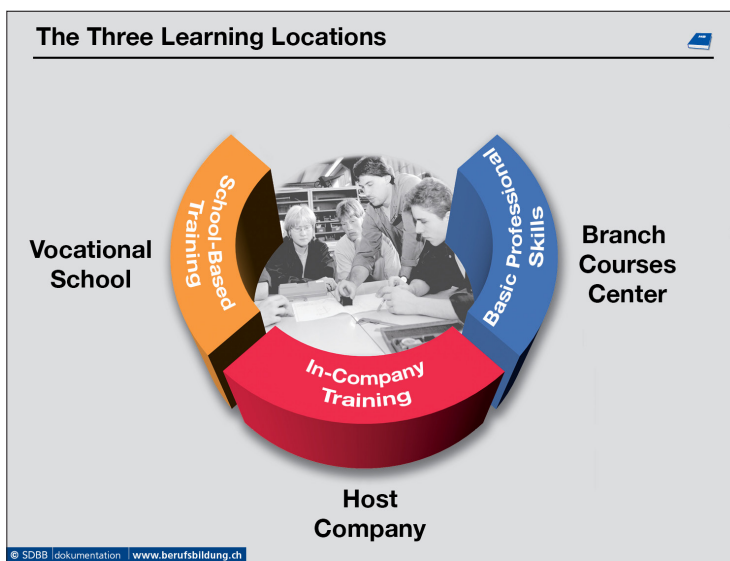 The Three Learning Locations
School-Based
Training
Basic Professional
Skills
Vocational
School
Branch
Courses
Center
In-Company
Training
Host
Company
© SDBB dokumentation www.berufsbildung.ch